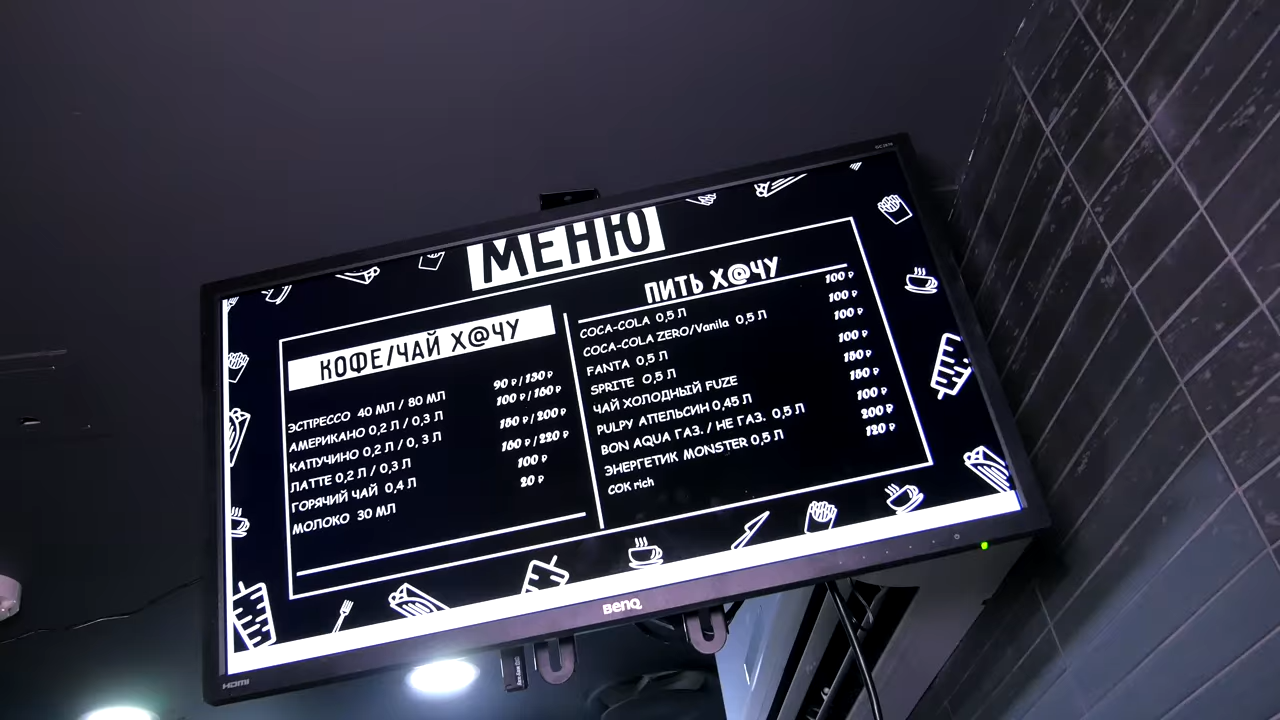 МЕНЮ
КОФЕ/ЧАЙ Х@ЧУ
ЭСПРЕССО 40 МЛ / 80 МЛ 90 ₽ / 130 ₽
АМЕРИКАНО 0,2 Л / 0,3 Л 100 ₽ / 160 ₽
КАПУЧИНО 0,2 Л / 0, 3 Л 150 ₽ / 200 ₽
ЛАТТЕ 0,2 Л / 0,3 Л 160 ₽ / 220 ₽
ГОРЯЧИЙ ЧАЙ 0,4 Л 100 ₽
МОЛОКО 30 МЛ 20 ₽
ПИТЬ Х@ЧУ
COCA-COLA 0,5 Л 100 ₽
COCA-COLA ZERO/Vanila 0,5 Л 100 ₽
FANTA 0,5 Л 100 ₽
SPRITE 0,5 Л 100 ₽
ЧАЙ ХОЛОДНЫЙ FUZE 150 ₽
PULPY АПЕЛЬСИН 0,45 Л 150 ₽
BON AQUA ГАЗ. / НЕ ГАЗ. 0,5 Л 100 ₽
ЭНЕРГЕТИК MONSTER 0,5 Л 200 ₽
СОК rich 120 ₽
BenQ
HDMI